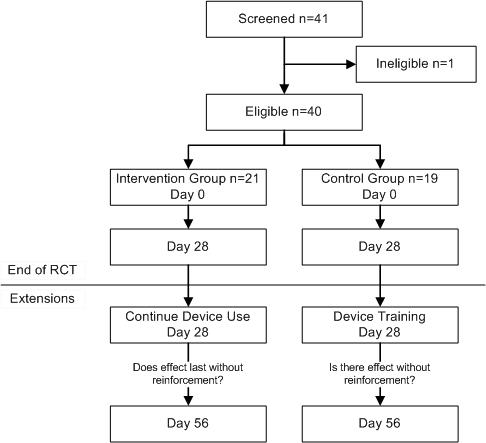 Screened n=41
Ineligible n=1
Eligible n=40
Intervention Group n=21
Day 0
Control Group n=19
Day 0
Day 28
Day 28
End of RCT
Extensions
Continue Device Use
Day 28
Device Training
Day 28
Does effect last without
reinforcement?
Is there effect without
reinforcement?
Day 56
Day 56